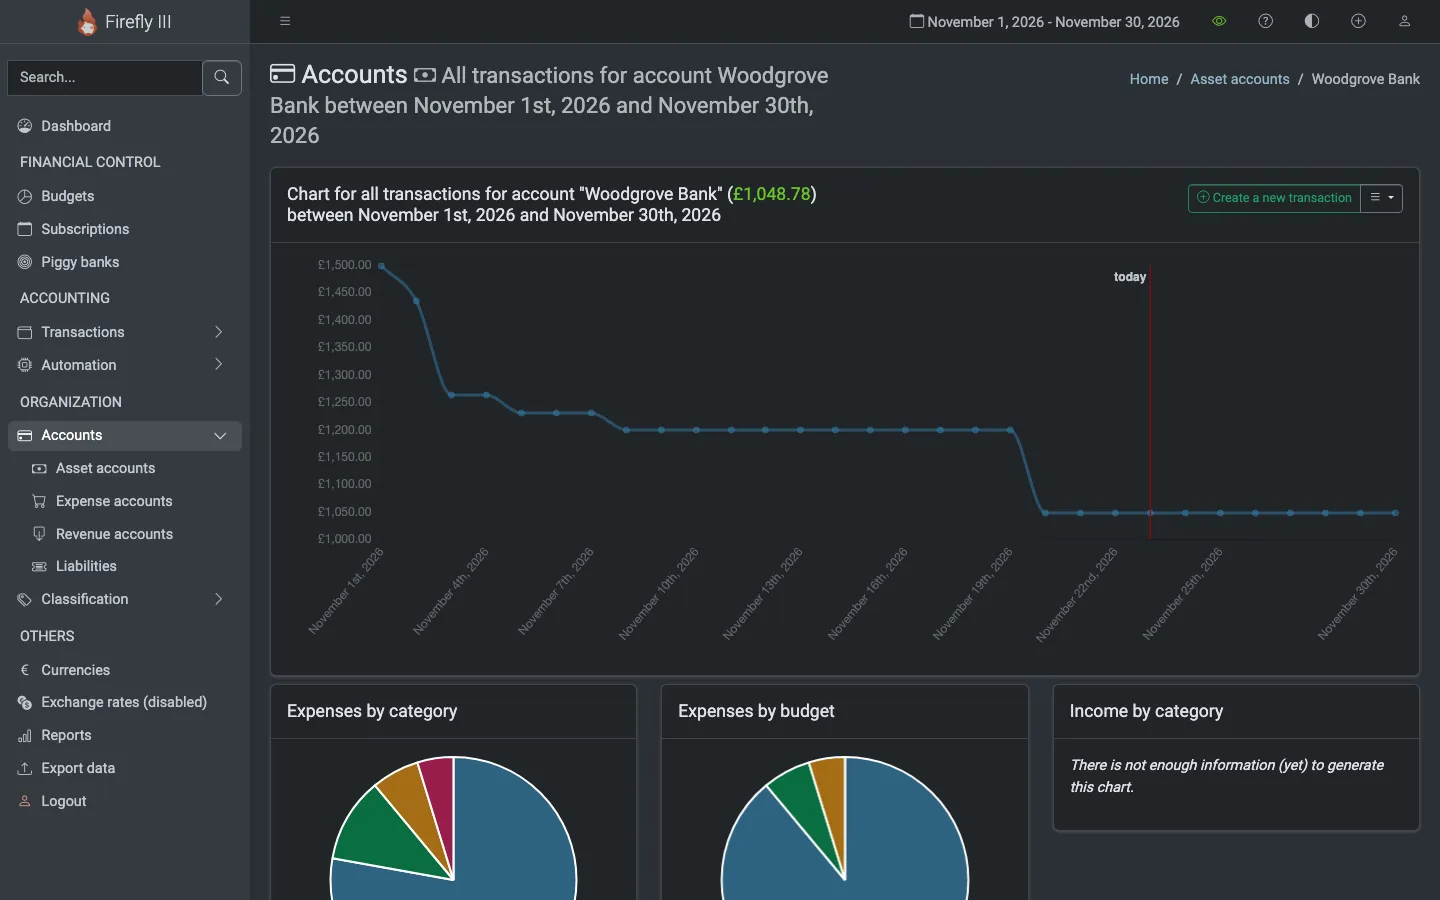 Firefly III
November 1, 2026 - November 30, 2026
Search...
Dashboard
FINANCIAL CONTROL
Budgets
Subscriptions
Piggy banks
ACCOUNTING
Transactions
Automation
ORGANIZATION
Accounts
Asset accounts
Expense accounts
Revenue accounts
Liabilities
Classification
OTHERS
€ Currencies
Exchange rates (disabled)
Reports
Export data
Logout
Accounts All transactions for account Woodgrove
Bank between November 1st, 2026 and November 30th,
2026
Home / Asset accounts / Woodgrove Bank
Chart for all transactions for account "Woodgrove Bank" (£1,048.78)
between November 1st, 2026 and November 30th, 2026
Create a new transaction
£1,500.00
£1,450.00
£1,400.00
£1,350.00
£1,300.00
£1,250.00
£1,200.00
£1,150.00
£1,100.00
£1,050.00
£1,000.00
today
November 1st, 2026
November 4th, 2026
November 7th, 2026
November 10th, 2026
November 13th, 2026
November 16th, 2026
November 19th, 2026
November 22nd, 2026
November 25th, 2026
November 30th, 2026
Expenses by category
Expenses by budget
Income by category
There is not enough information (yet) to generate
this chart.